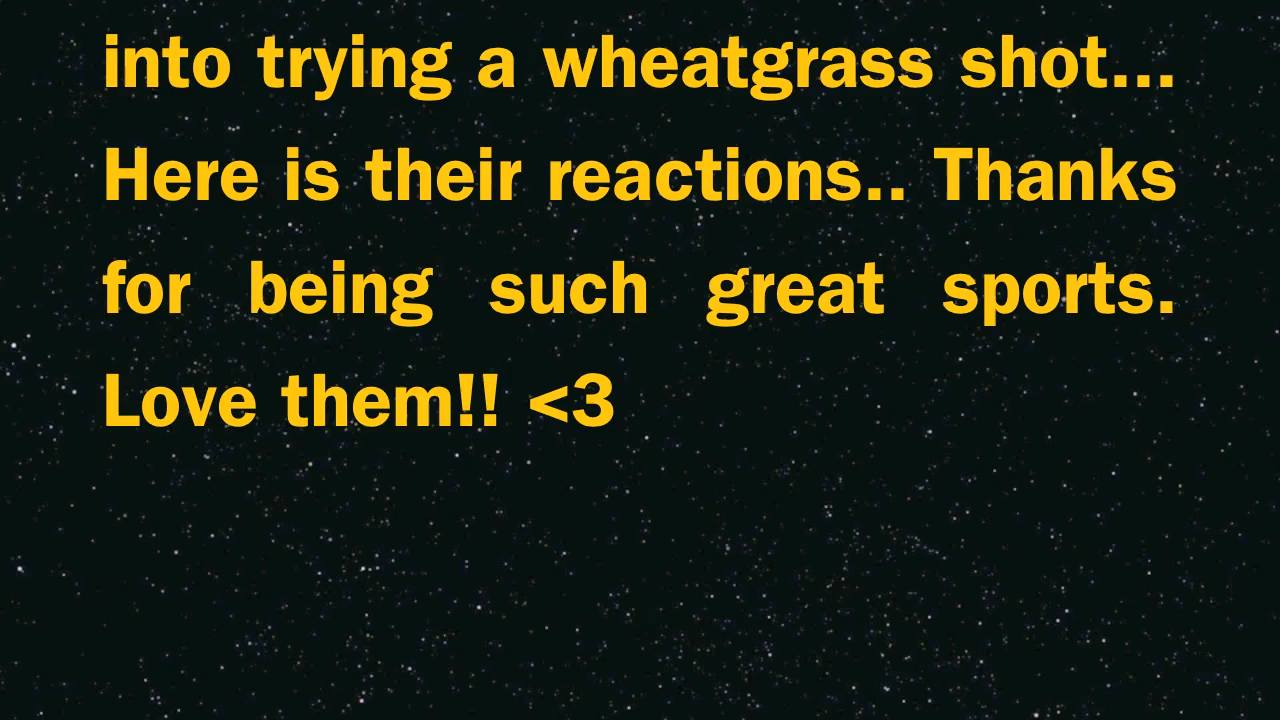 into trying a wheatgrass shot...
Here is their reactions.. Thanks
for being such great sports.
Love them!! <3